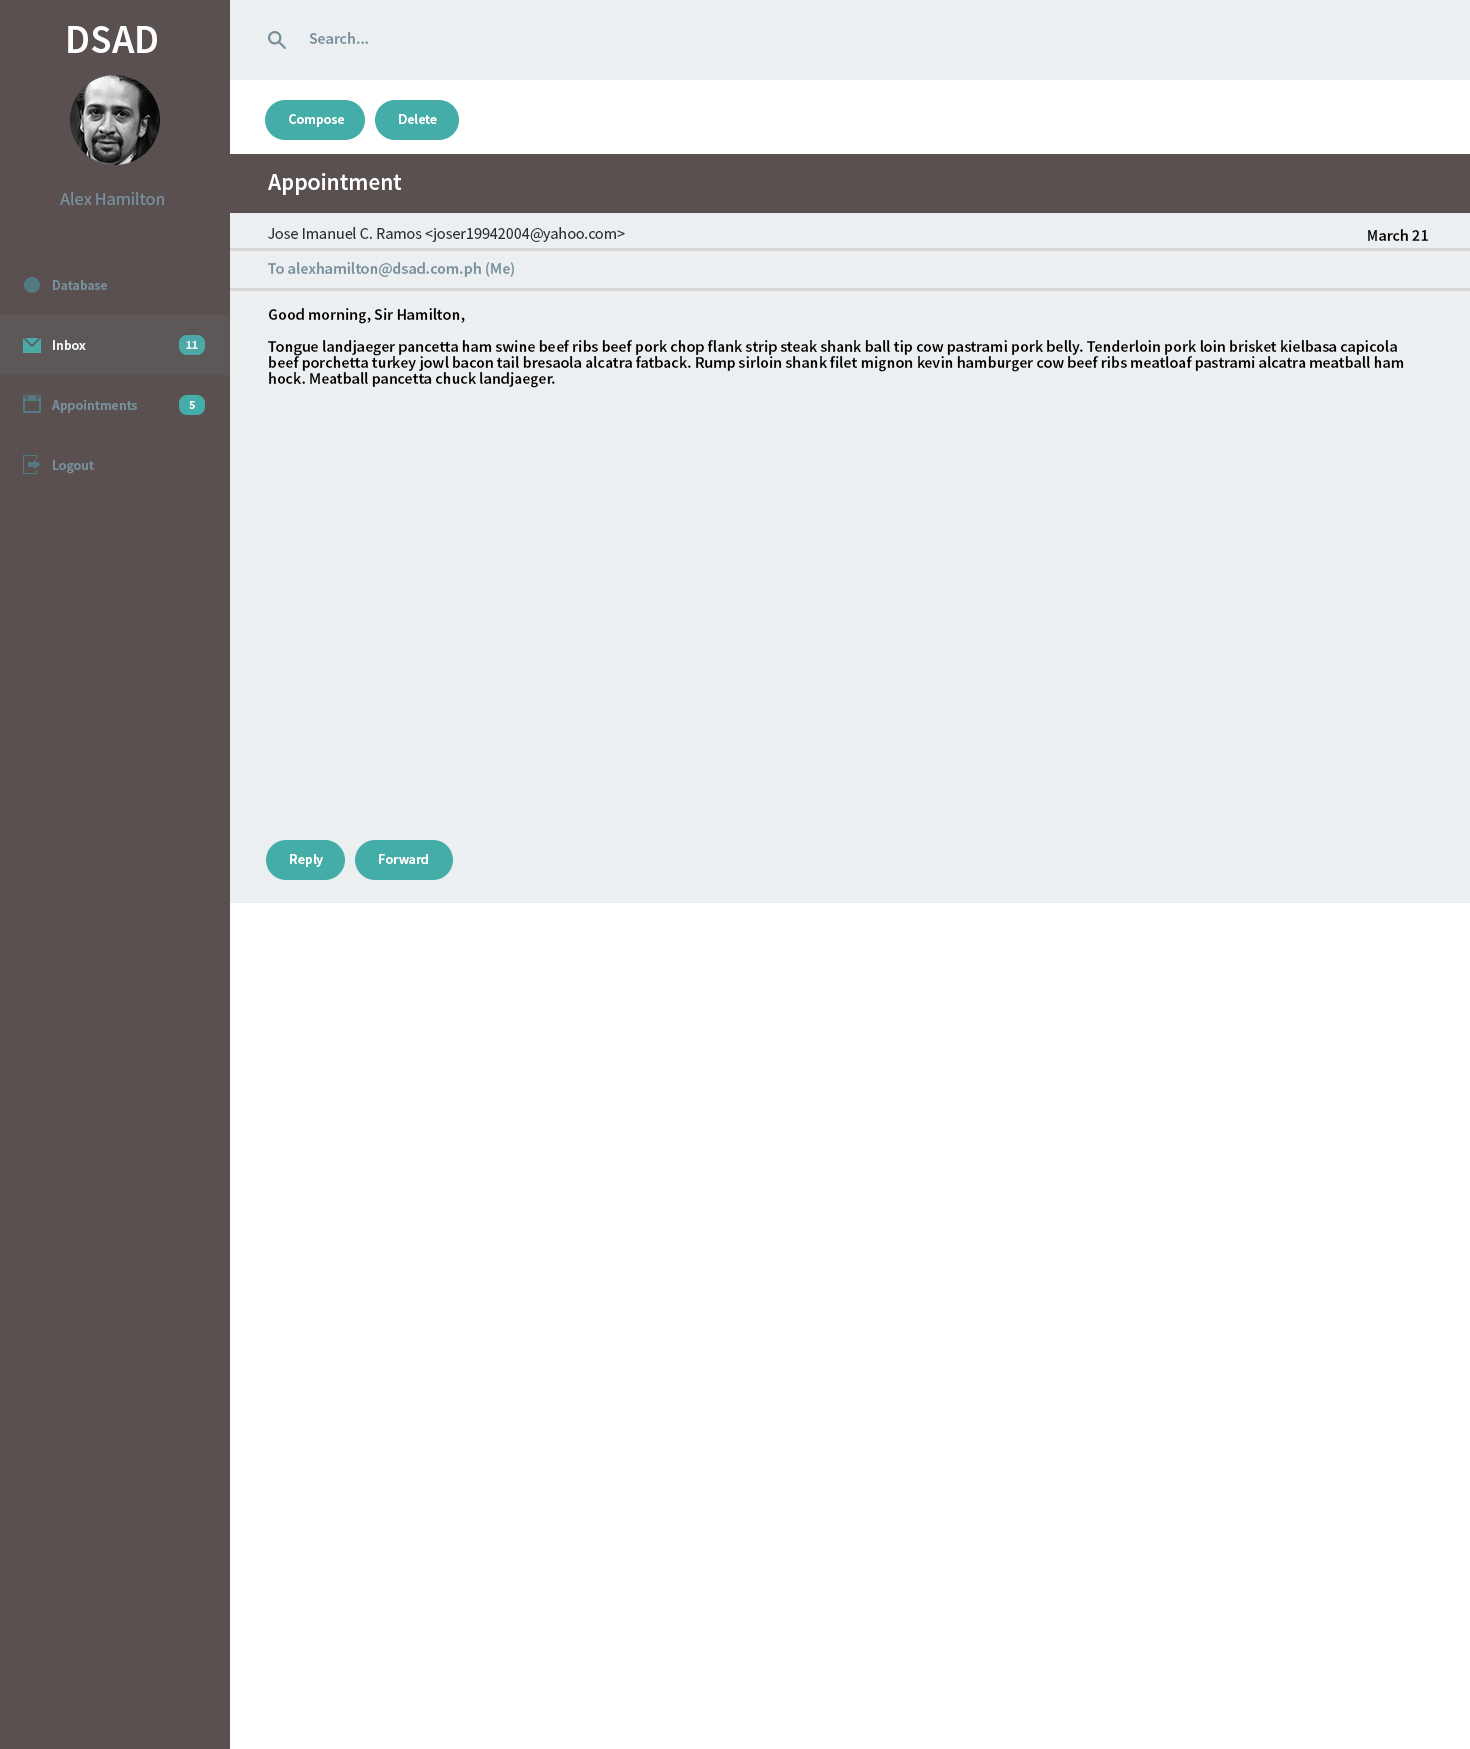 DSAD
Alex Hamilton
Database
Inbox 11
Appointments 5
Logout
Search...
Compose Delete
Appointment
Jose Imanuel C. Ramos <joser19942004@yahoo.com> March 21
To alexhamilton@dsad.com.ph (Me)
Good morning, Sir Hamilton,
Tongue landjaeger pancetta ham swine beef ribs beef pork chop flank strip steak shank ball tip cow pastrami pork belly. Tenderloin pork loin brisket kielbasa capicola
beef porchetta turkey jowl bacon tail bresaola alcatra fatback. Rump sirloin shank filet mignon kevin hamburger cow beef ribs meatloaf pastrami alcatra meatball ham
hock. Meatball pancetta chuck landjaeger.
Reply Forward